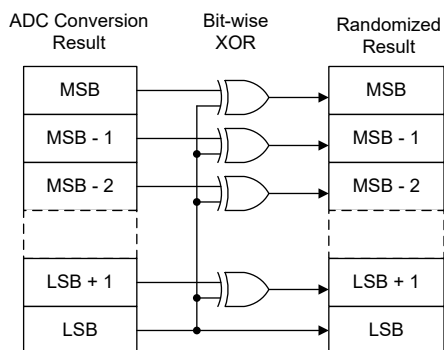 ADC Conversion Result
Bit-wise XOR
Randomized Result
MSB
MSB
MSB - 1
MSB - 1
MSB - 2
MSB - 2
LSB + 1
LSB + 1
LSB
LSB